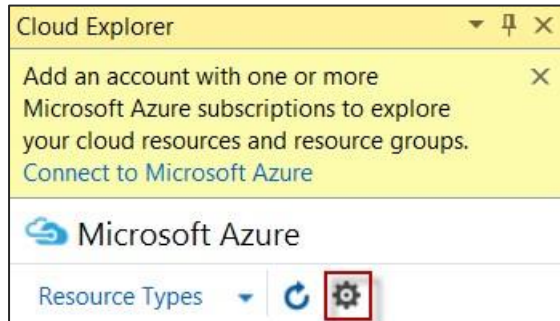 Cloud Explorer
Add an account with one or more
Microsoft Azure subscriptions to explore
your cloud resources and resource groups.
Connect to Microsoft Azure
Microsoft Azure
Resource Types